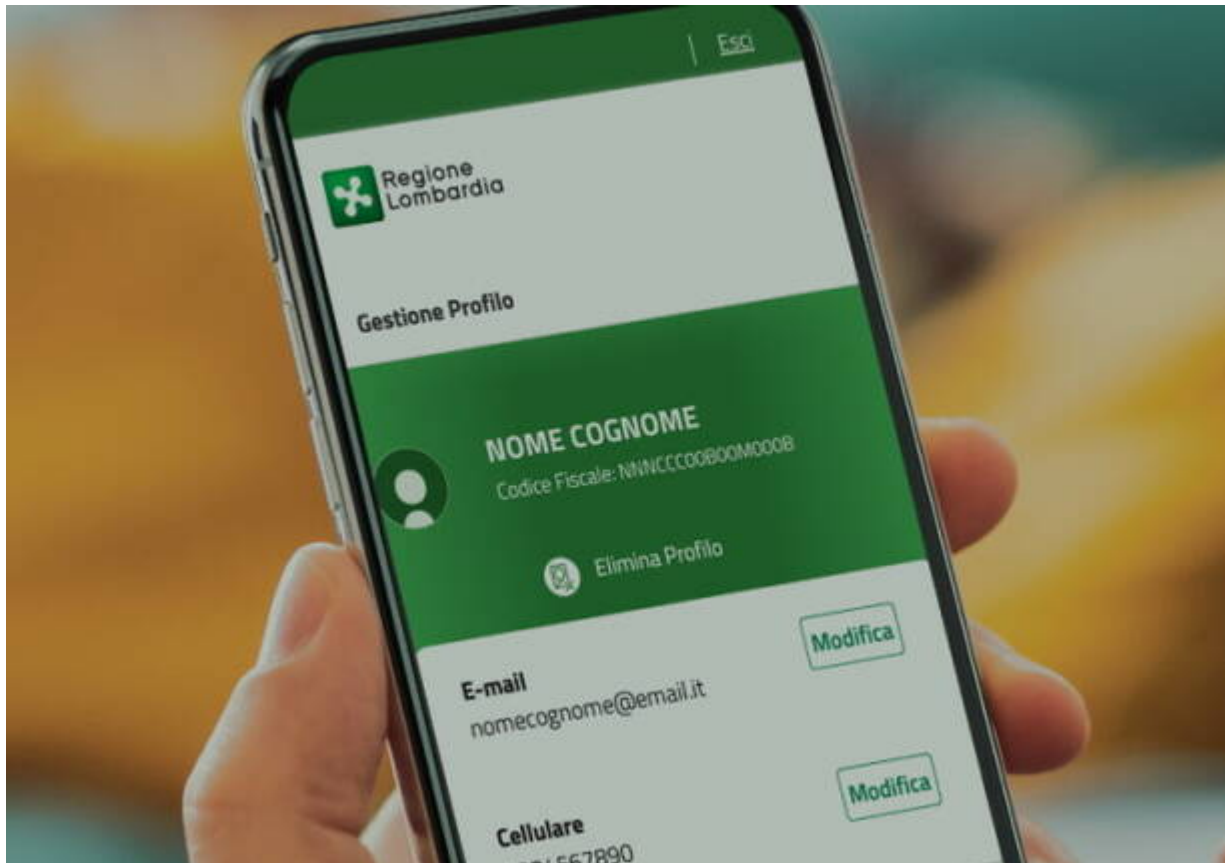 Esci
Regione
Lombardia
Gestione Profilo
NOME COGNOME
Codice Fiscale: NNNCCC00B00M000B
Elimina Profilo
E-mail
nomecognome@email.it
Modifica
Cellulare
4567890
Modifica